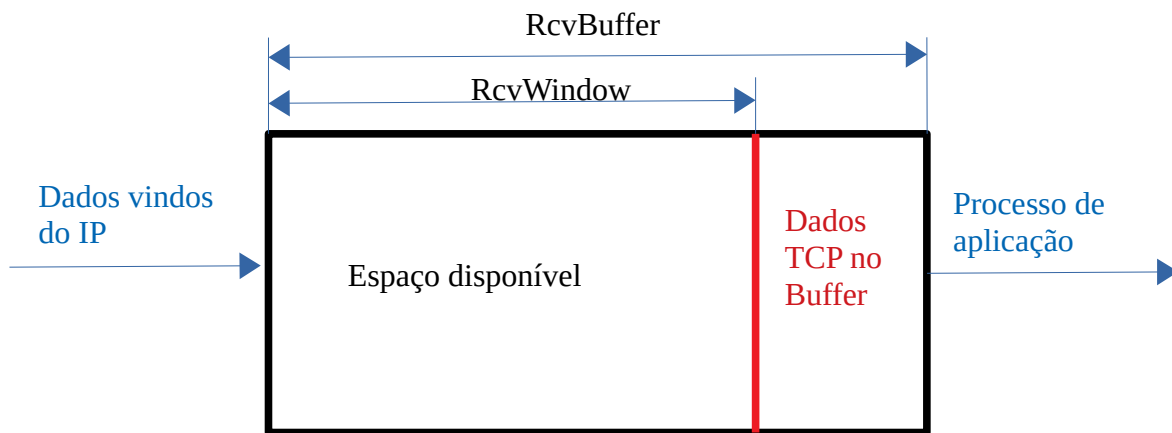 RcvBuffer
RcvWindow
Dados vindos
do IP
Espaço disponível
Dados
TCP no
Buffer
Processo de
aplicação